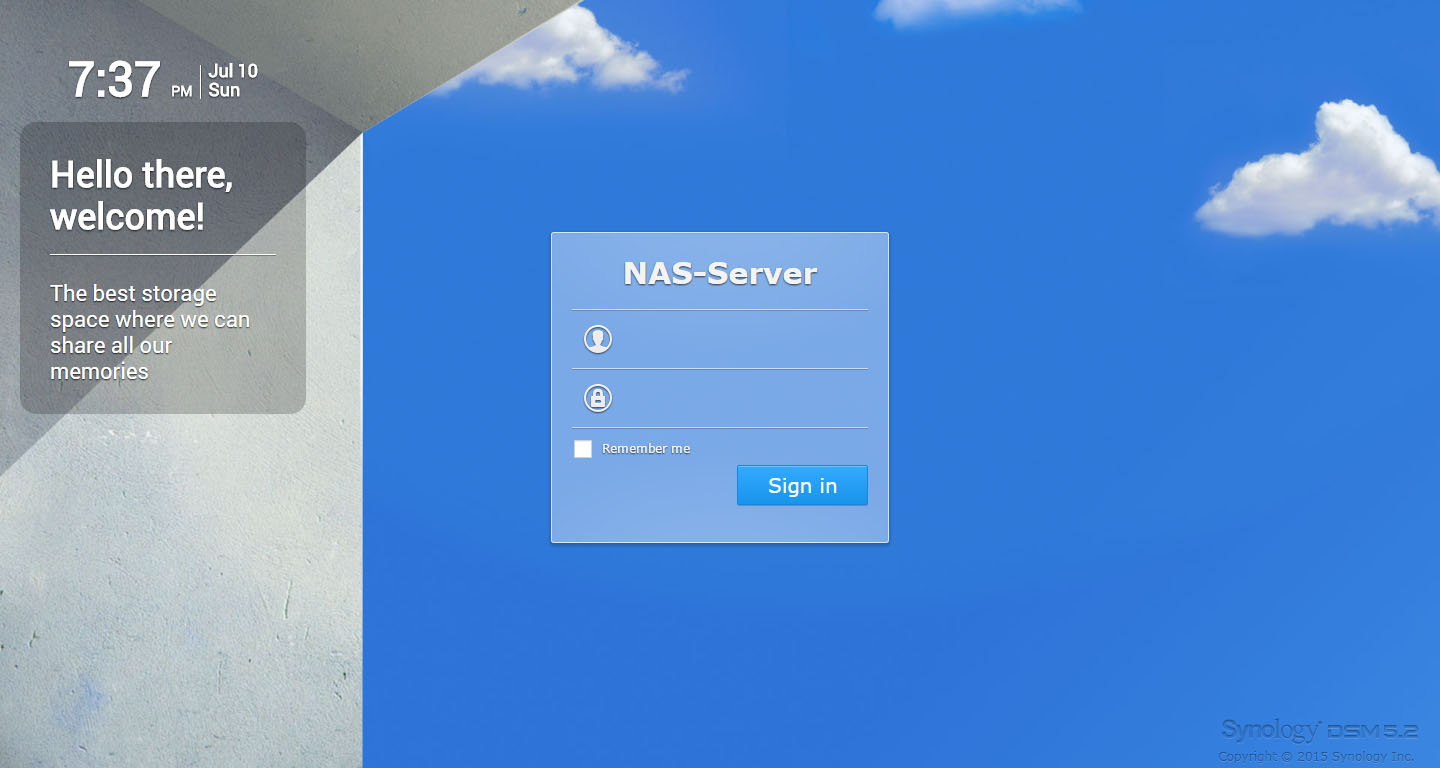 7:37 PM
Jul 10
Sun
Hello there,
welcome!
The best storage
space where we can
share all our
memories
NAS-Server
Remember me
Sign in
Synology DSM 5.2
Copyright © 2015 Synology Inc.